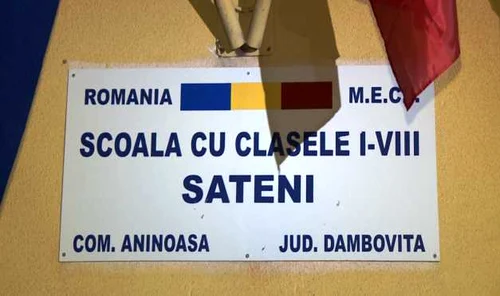 ROMANIA M.E.C.
SCOALA CU CLASELE I-VIII
SATENI
COM. ANINOASA JUD. DAMBOVITA